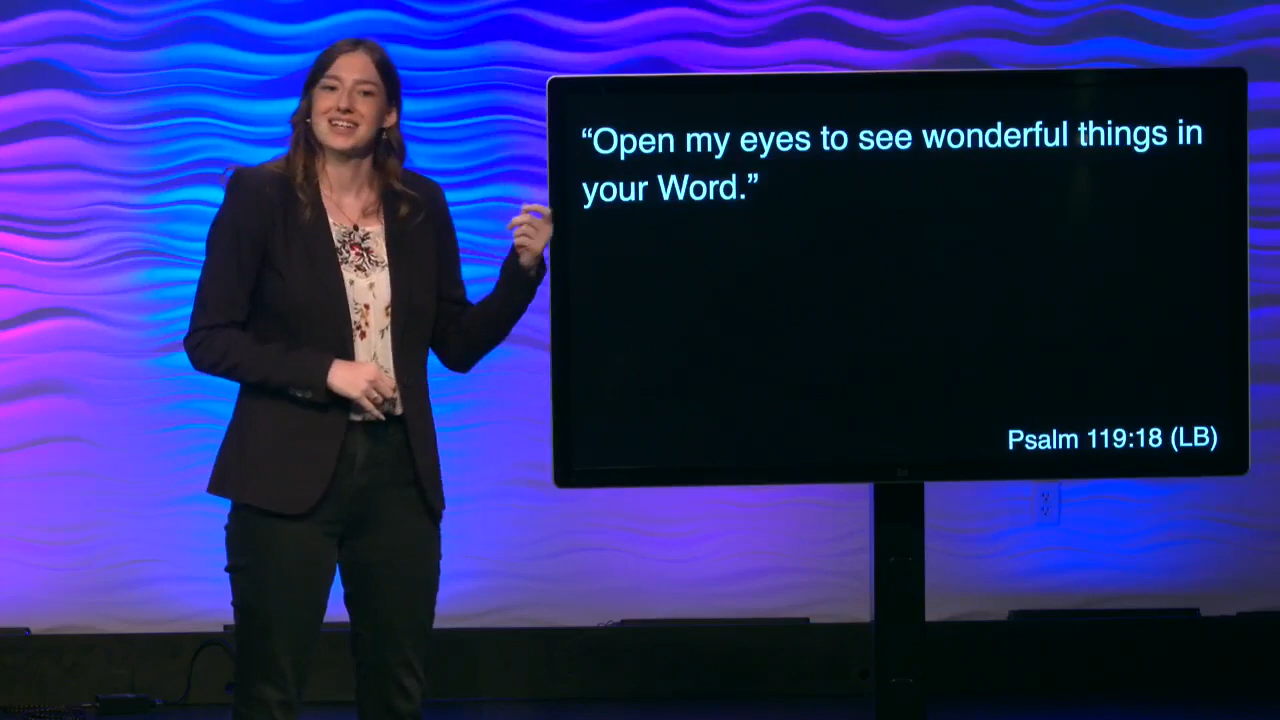 “Open my eyes to see wonderful things in
your Word.”
Psalm 119:18 (LB)